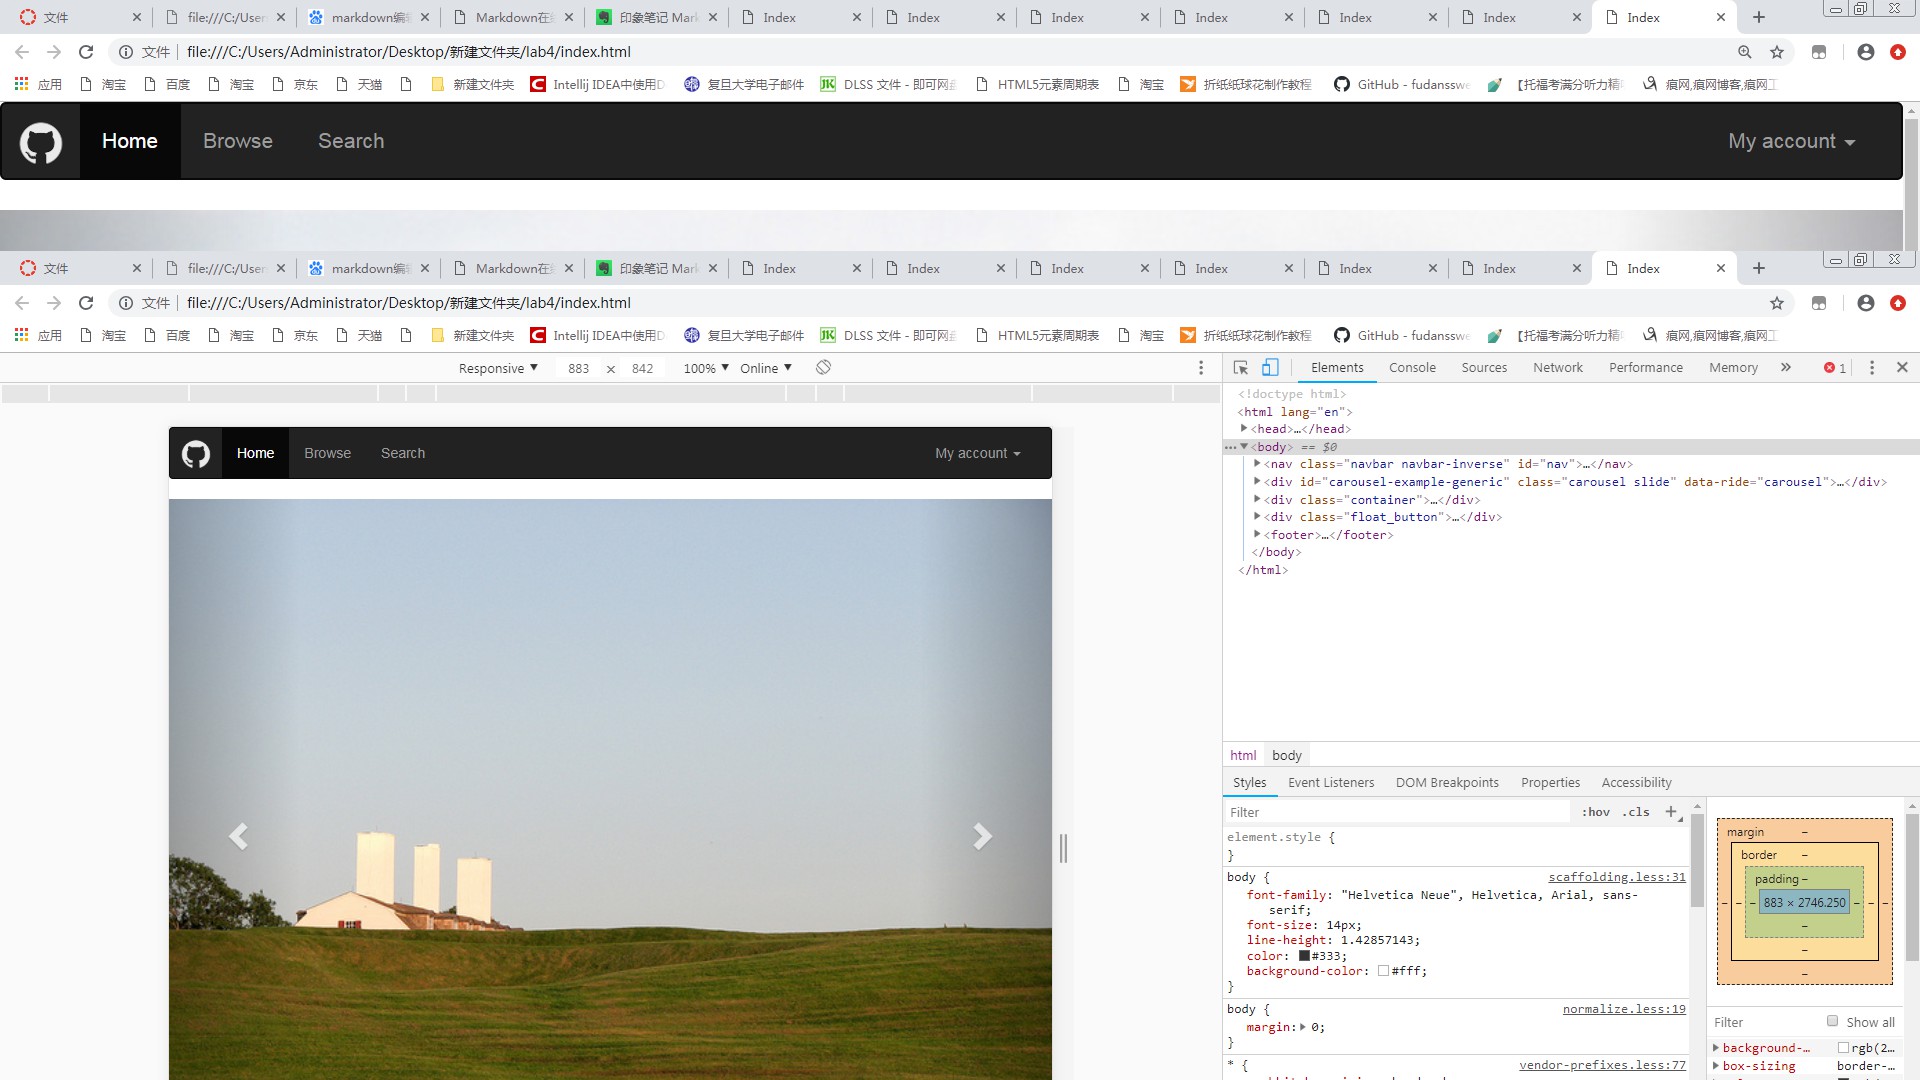 文件 file:///C:/User markdown编 Markdown在 印象笔记 Mark Index Index Index Index Index Index Index
文件 file:///C:/Users/Administrator/Desktop/新建文件夹/lab4/index.html
应用 淘宝 百度 淘宝 京东 天猫 新建文件夹 Intellij IDEA中使用D 复旦大学电子邮件 DLSS 文件 - 即可网 HTML5元素周期表 淘宝 折纸纸球花制作教程 GitHub - fudanssw 【托福考满分听力精 痕网,痕网博客,痕网工
Home Browse Search My account
文件 file:///C:/User markdown编 Markdown在 印象笔记 Mark Index Index Index Index Index Index Index
文件 file:///C:/Users/Administrator/Desktop/新建文件夹/lab4/index.html
应用 淘宝 百度 淘宝 京东 天猫 新建文件夹 Intellij IDEA中使用D 复旦大学电子邮件 DLSS 文件 - 即可网 HTML5元素周期表 淘宝 折纸纸球花制作教程 GitHub - fudanssw 【托福考满分听力精 痕网,痕网博客,痕网工
Responsive ▼ 883 × 842 100% ▼ Online ▼
Elements Console Sources Network Performance Memory » 1
Home Browse Search My account
<!doctype html>
<html lang="en">
<head>…</head>
<body> == $0
<nav class="navbar navbar-inverse" id="nav">…</nav>
<div id="carousel-example-generic" class="carousel slide" data-ride="carousel">…</div>
<div class="container">…</div>
<div class="float_button">…</div>
<footer>…</footer>
</body>
</html>
html body
Styles Event Listeners DOM Breakpoints Properties Accessibility
Filter :hov .cls +
element.style {
}
body { scaffolding.less:31
font-family: "Helvetica Neue", Helvetica, Arial, sans-
serif;
font-size: 14px;
line-height: 1.42857143;
color: #333;
background-color: #fff;
}
body { normalize.less:19
margin: 0;
}
* { vendor-prefixes.less:77
margin –
border –
padding –
883 × 2746.250
Filter Show all
background-… rgb(2…
box-sizing border-…